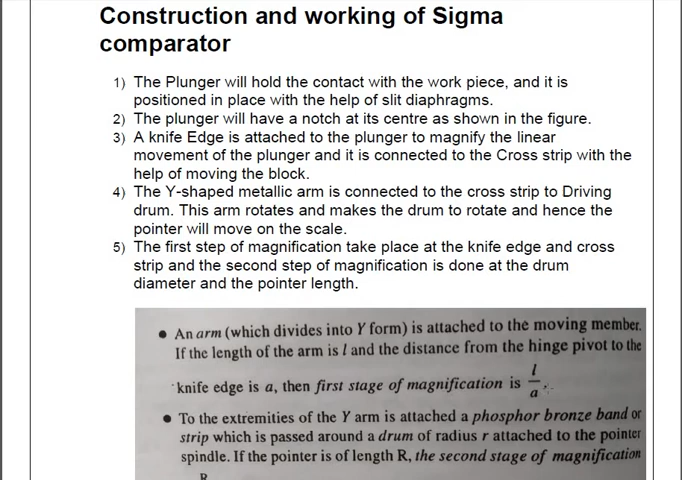 Construction and working of Sigma
comparator
1) The Plunger will hold the contact with the work piece, and it is
positioned in place with the help of slit diaphragms.
2) The plunger will have a notch at its centre as shown in the figure.
3) A knife Edge is attached to the plunger to magnify the linear
movement of the plunger and it is connected to the Cross strip with the
help of moving the block.
4) The Y-shaped metallic arm is connected to the cross strip to Driving
drum. This arm rotates and makes the drum to rotate and hence the
pointer will move on the scale.
5) The first step of magnification take place at the knife edge and cross
strip and the second step of magnification is done at the drum
diameter and the pointer length.
• An arm (which divides into Y form) is attached to the moving member.
If the length of the arm is l and the distance from the hinge pivot to the
knife edge is a, then first stage of magnification is l/a.
• To the extremities of the Y arm is attached a phosphor bronze band or
strip which is passed around a drum of radius r attached to the pointer
spindle. If the pointer is of length R, the second stage of magnification
R